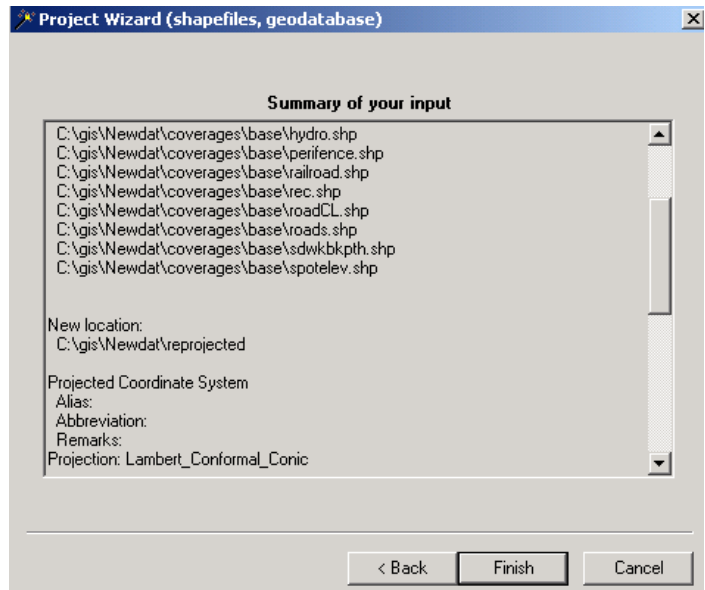 Project Wizard (shapefiles, geodatabase)
Summary of your input
C:\gis\Newdat\coverages\base\hydro.shp
C:\gis\Newdat\coverages\base\perifence.shp
C:\gis\Newdat\coverages\base\railroad.shp
C:\gis\Newdat\coverages\base\rec.shp
C:\gis\Newdat\coverages\base\roadCL.shp
C:\gis\Newdat\coverages\base\roads.shp
C:\gis\Newdat\coverages\base\sdwkbkpth.shp
C:\gis\Newdat\coverages\base\spotelev.shp
New location:
C:\gis\Newdat\reprojected
Projected Coordinate System
Alias:
Abbreviation:
Remarks:
Projection: Lambert_Conformal_Conic
< Back Finish Cancel